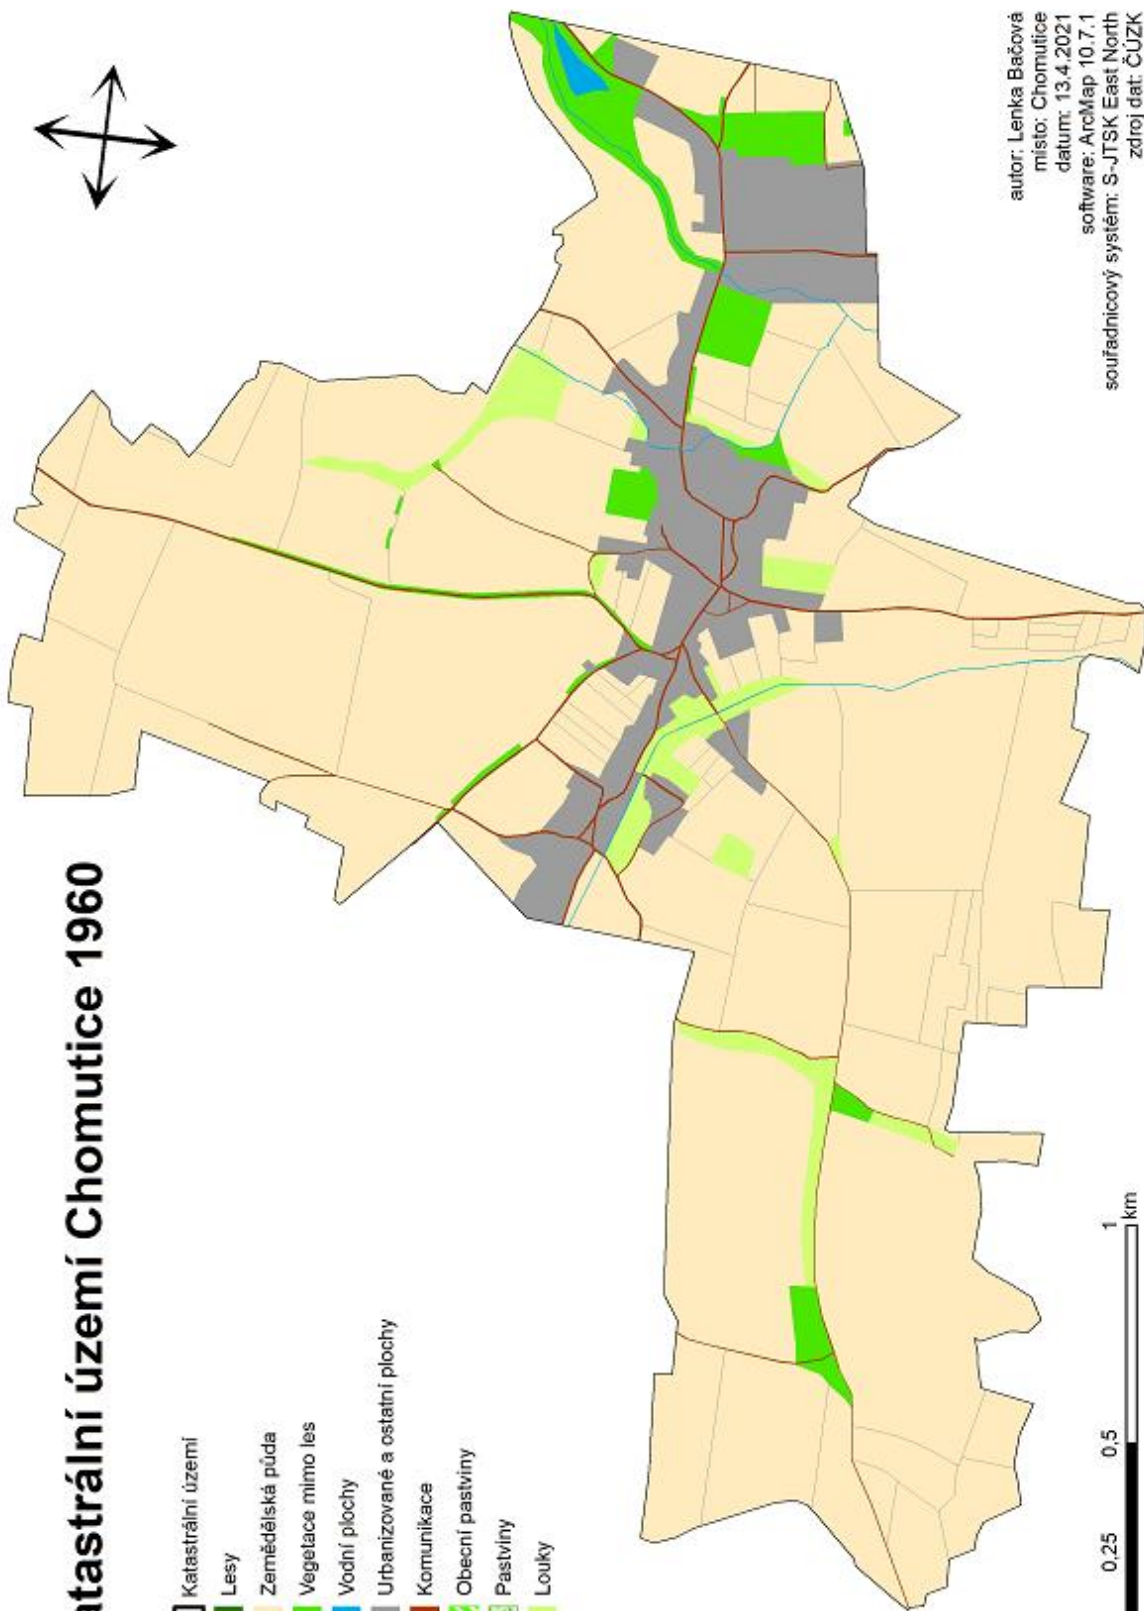 atastrální území Chomutice 1960
Katastrální území
Lesy
Zemědělská půda
Vegetace mimo les
Vodní plochy
Urbanizované a ostatní plochy
Komunikace
Obecní pastviny
Pastviny
Louky
0,25
0,5
1
km
autor: Lenka Bačová
místo: Chomutice
datum: 13.4.2021
software: ArcMap 10.7.1
souřadnicový systém: S-JTSK East North
zdroj dat: ČÚZK